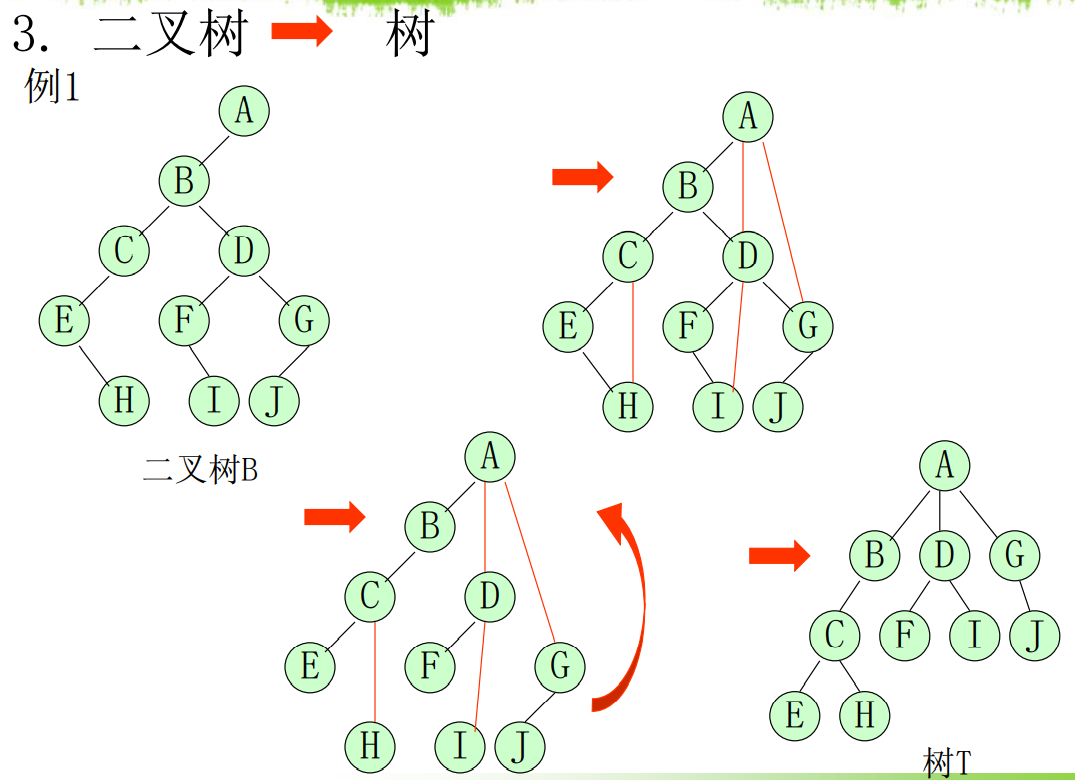 3. 二叉树 树
例1
A
B
C D
E F G
H I J
二叉树B
A
B
C D
E F G
H I J
A
B
C D
E F G
H I J
A
B D G
C F I J
E H
树T